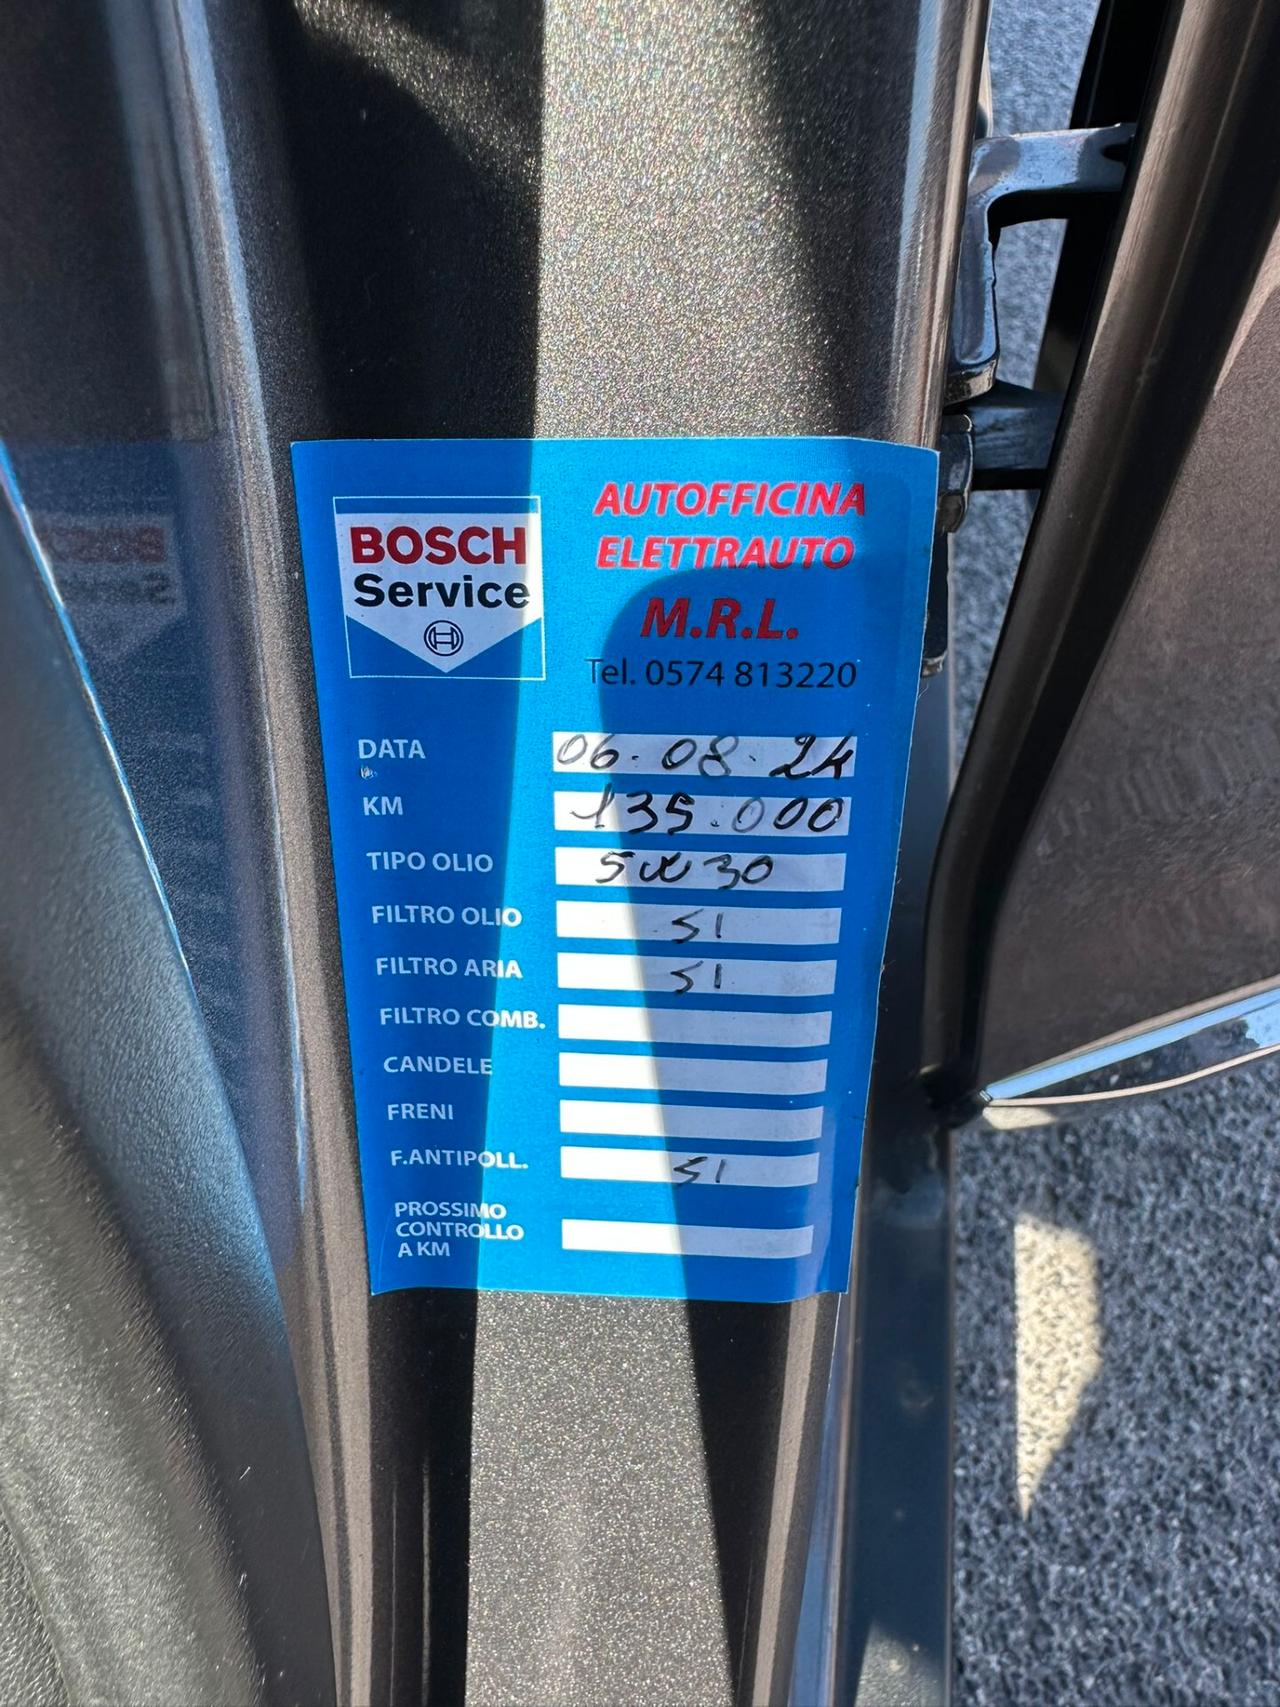 BOSCH
Service
AUTOFFICINA
ELETTRAUTO
M.R.L.
Tel. 0574 813220
DATA 06.08.24
KM 135.000
TIPO OLIO 5W30
FILTRO OLIO SI
FILTRO ARIA SI
FILTRO COMB.
CANDELE
FRENI
F.ANTIPOLL. SI
PROSSIMO
CONTROLLO
A KM